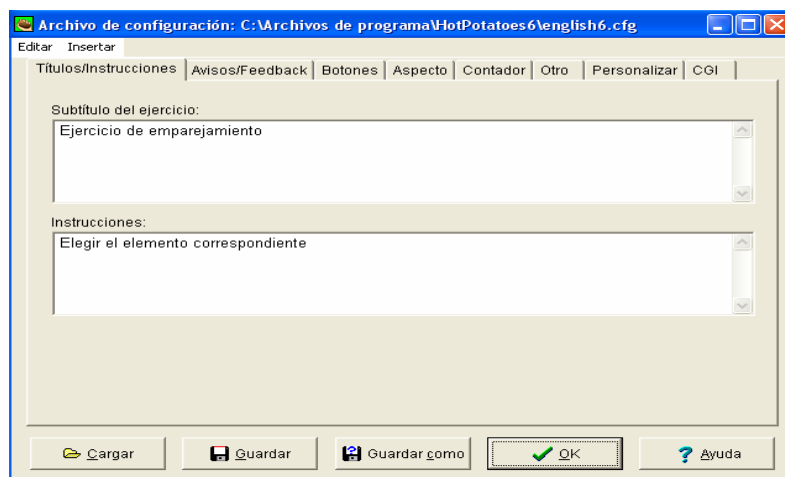 Archivo de configuración: C:\Archivos de programa\HotPotatoes6\english6.cfg
Editar Insertar
Títulos/Instrucciones Avisos/Feedback Botones Aspecto Contador Otro Personalizar CGI
Subtítulo del ejercicio:
Ejercicio de emparejamiento
Instrucciones:
Elegir el elemento correspondiente
Cargar Guardar Guardar como OK Ayuda